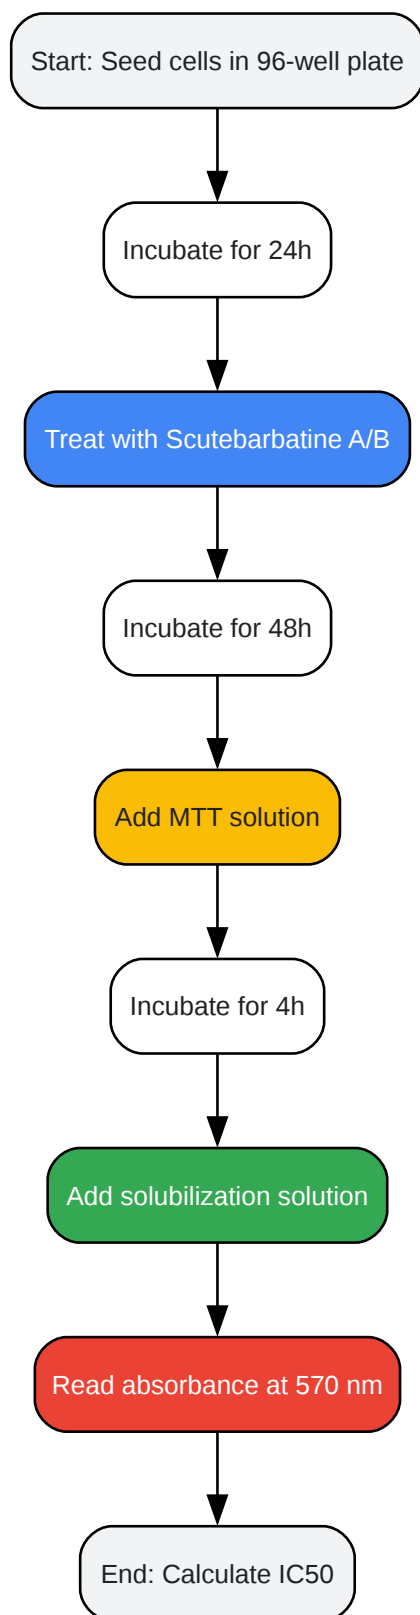 Start: Seed cells in 96-well plate
Incubate for 24h
Treat with Scutebarbatine A/B
Incubate for 48h
Add MTT solution
Incubate for 4h
Add solubilization solution
Read absorbance at 570 nm
End: Calculate IC50